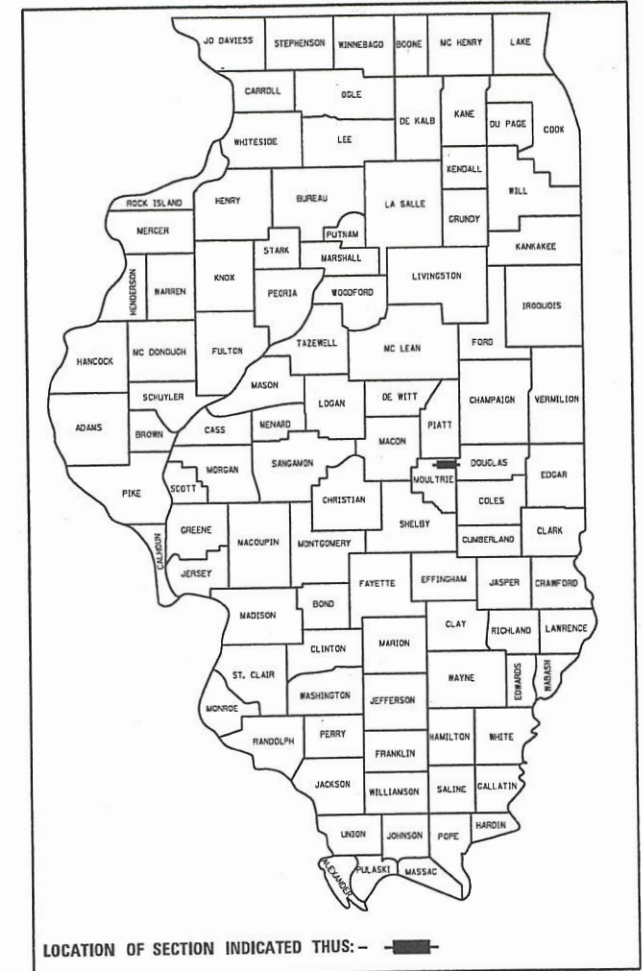 JO DAVIESS STEPHENSON WINNEBAGO BOONE MC HENRY LAKE
CARROLL OGLE
DE KALB KANE DU PAGE COOK
WHITESIDE LEE
KENDALL
WILL
ROCK ISLAND HENRY BUREAU LA SALLE
GRUNDY
MERCER PUTNAM
STARK KANKAKEE
MARSHALL
HENDERSON WARREN KNOX LIVINGSTON
PEORIA WOODFORD
IROQUOIS
TAZEWELL FORD
HANCOCK MC DONOUGH FULTON MC LEAN
MASON
SCHUYLER DE WITT CHAMPAIGN VERMILION
LOGAN
ADAMS BROWN CASS MENARD PIATT
MACON
MORGAN SANGAMON DOUGLAS
SCOTT MOULTRIE EDGAR
PIKE CHRISTIAN COLES
GREENE SHELBY
CALHOUN MACOUPIN MONTGOMERY CUMBERLAND CLARK
JERSEY FAYETTE EFFINGHAM JASPER CRAWFORD
BOND
MADISON CLAY
MARION RICHLAND LAWRENCE
CLINTON
ST. CLAIR WAYNE EDWARDS WABASH
WASHINGTON JEFFERSON
MONROE
RANDOLPH PERRY HAMILTON WHITE
FRANKLIN
JACKSON WILLIAMSON SALINE GALLATIN
UNION JOHNSON POPE HARDIN
ALEXANDER PULASKI MASSAC
LOCATION OF SECTION INDICATED THUS: -